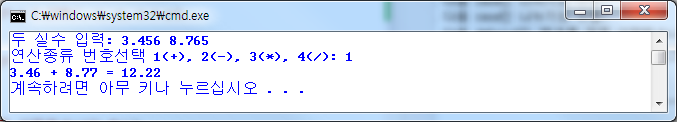 C:₩windows₩system32₩cmd.exe
두 실수 입력: 3.456 8.765
연산종류 번호선택 1(+), 2(-), 3(*), 4(/): 1
3.46 + 8.77 = 12.22
계속하려면 아무 키나 누르십시오 . . .